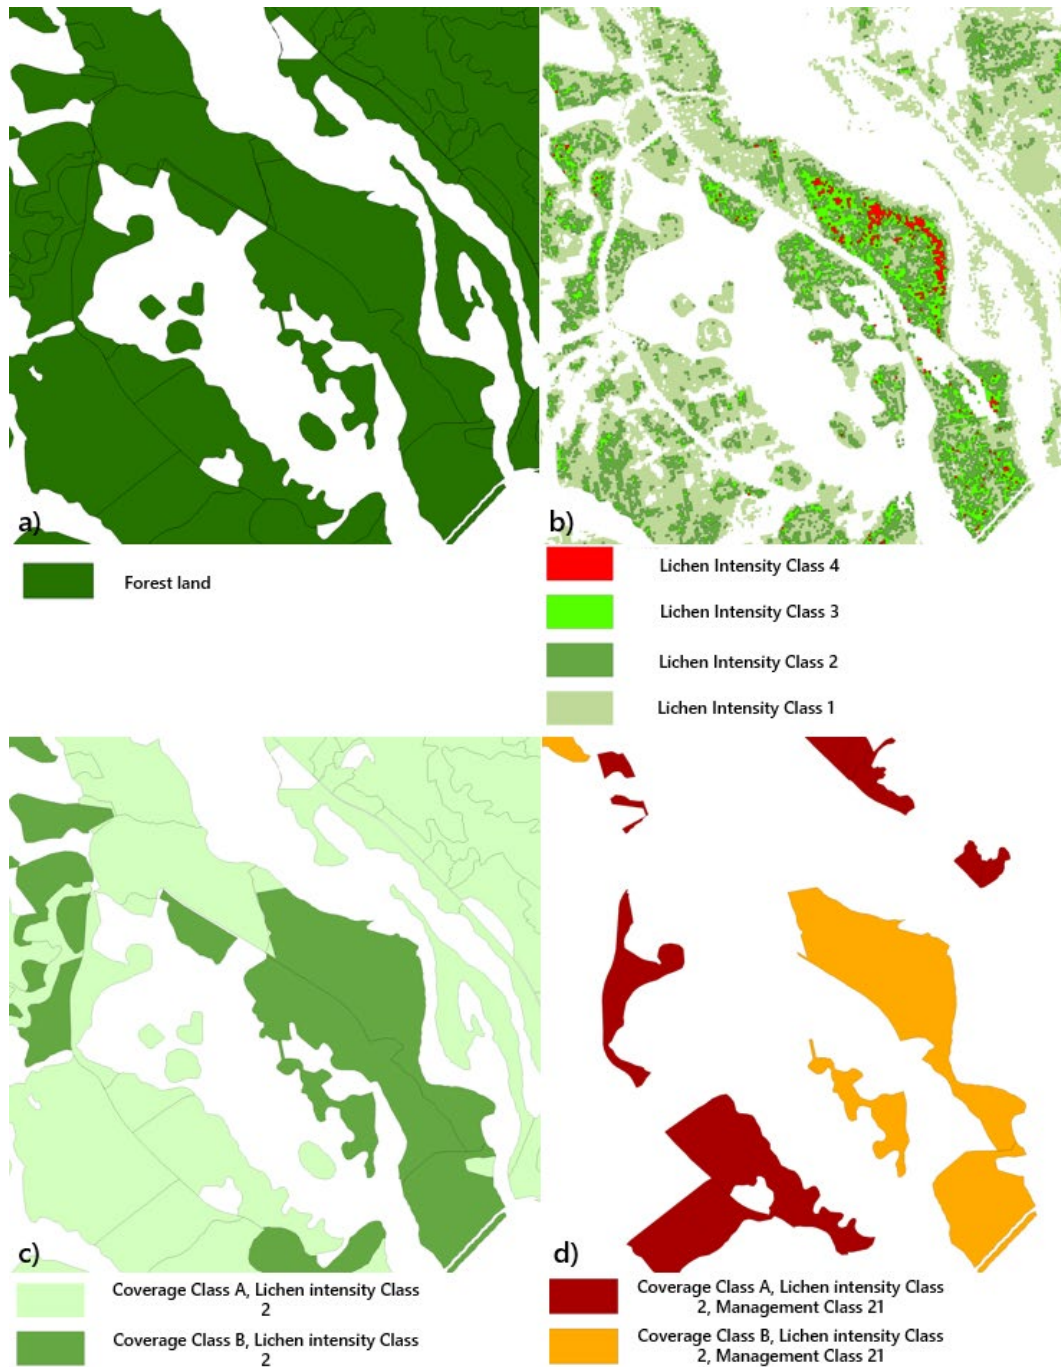 a)
b)
Forest land
Lichen Intensity Class 4
Lichen Intensity Class 3
Lichen Intensity Class 2
Lichen Intensity Class 1
c)
d)
Coverage Class A, Lichen intensity Class
2
Coverage Class B, Lichen intensity Class
2
Coverage Class A, Lichen intensity Class
2, Management Class 21
Coverage Class B, Lichen intensity Class
2, Management Class 21